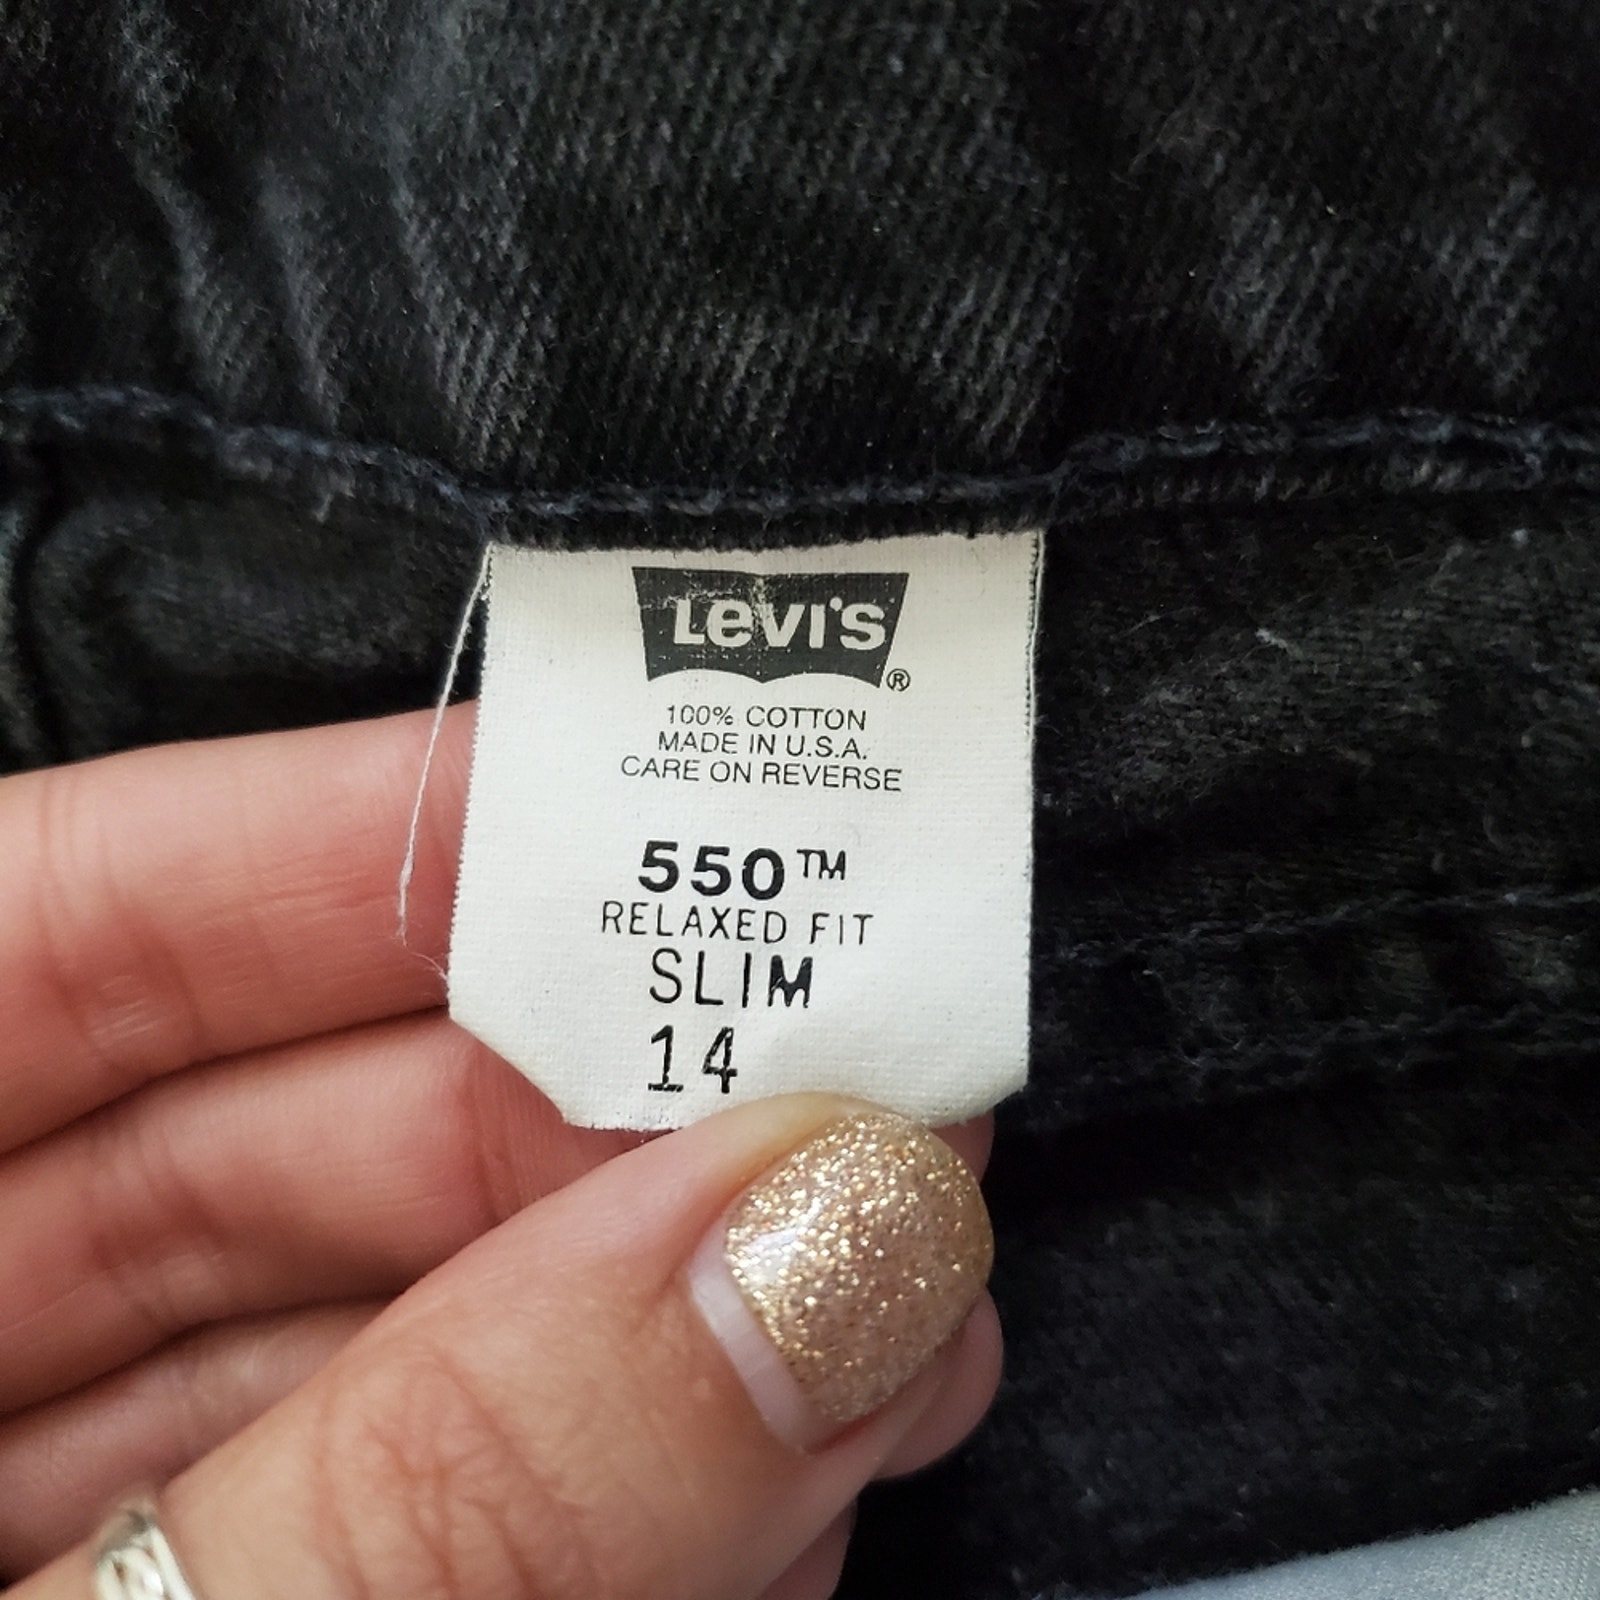 Levi's®
100% COTTON
MADE IN U.S.A.
CARE ON REVERSE
550™
RELAXED FIT
SLIM
14